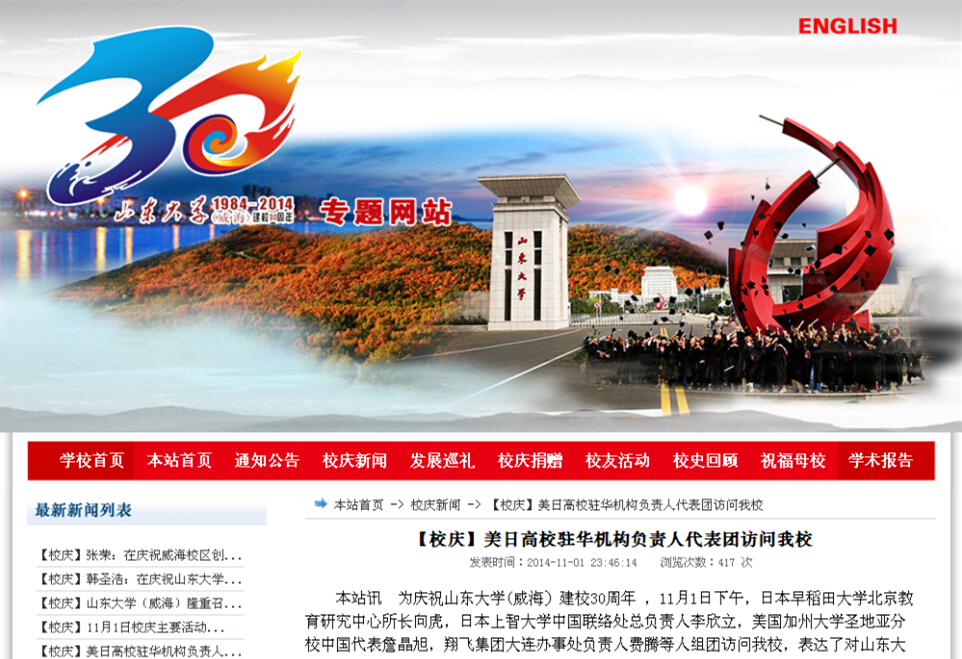 ENGLISH
30
山东大学
1984-2014
(威海)建校30周年
专题网站
山东大学
学校首页 本站首页 通知公告 校庆新闻 发展巡礼 校庆捐赠 校友活动 校史回顾 祝福母校 学术报告
最新新闻列表
【校庆】张荣：在庆祝威海校区创...
【校庆】韩圣浩：在庆祝山东大学...
【校庆】山东大学（威海）隆重召...
【校庆】11月1日校庆主要活动...
【校庆】美日高校驻华机构负责人...
本站首页 -> 校庆新闻 -> 【校庆】美日高校驻华机构负责人代表团访问我校
【校庆】美日高校驻华机构负责人代表团访问我校
发表时间：2014-11-01 23:46:14 浏览次数：417 次
本站讯 为庆祝山东大学(威海) 建校30周年 ，11月1日下午，日本早稻田大学北京教
育研究中心所长向虎，日本上智大学中国联络处总负责人李欣立，美国加州大学圣地亚分
校中国代表詹晶旭，翔飞集团大连办事处负责人费腾等人组团访问我校，表达了对山东大